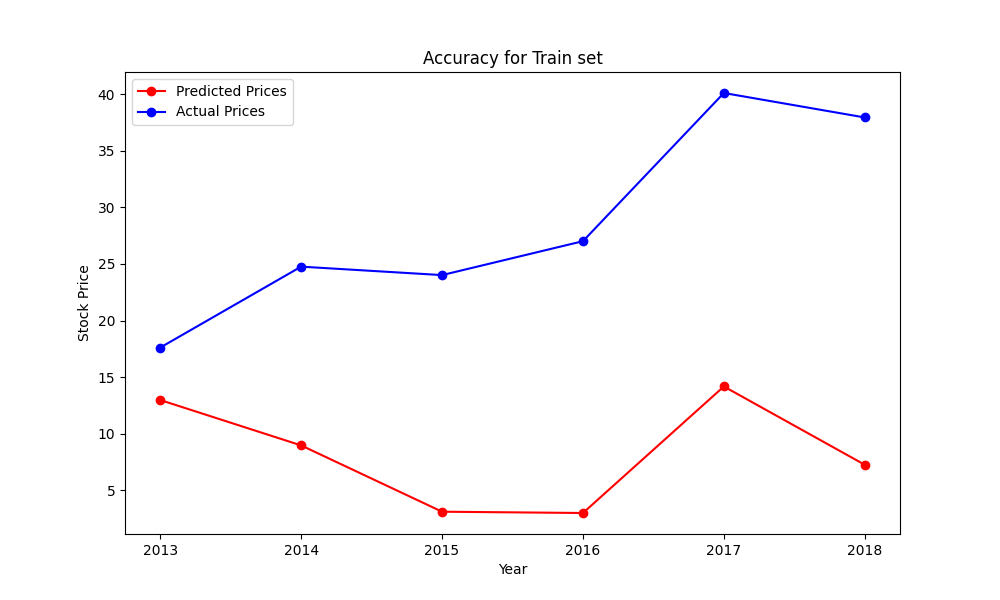 Accuracy for Train set
Predicted Prices
Actual Prices
Stock Price
40
35
30
25
20
15
10
5
2013 2014 2015 2016 2017 2018
Year